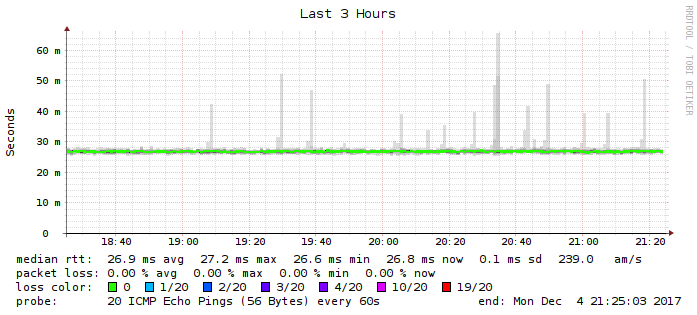 Last 3 Hours
RRDTOOL / TOBI OETIKER
Seconds
60 m
50 m
40 m
30 m
20 m
10 m
0
18:40 19:00 19:20 19:40 20:00 20:20 20:40 21:00 21:20
median rtt: 26.9 ms avg 27.2 ms max 26.6 ms min 26.8 ms now 0.1 ms sd 239.0 am/s
packet loss: 0.00 % avg 0.00 % max 0.00 % min 0.00 % now
loss color: 0 1/20 2/20 3/20 4/20 10/20 19/20
probe: 20 ICMP Echo Pings (56 Bytes) every 60s end: Mon Dec 4 21:25:03 2017